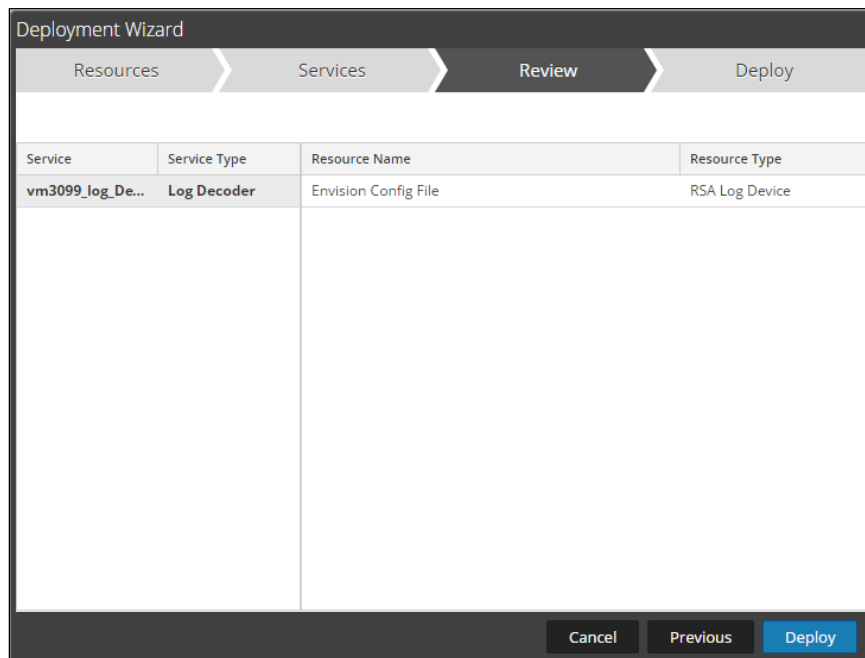 Deployment Wizard
Resources Services Review Deploy
Service Service Type Resource Name Resource Type
vm3099_log_De... Log Decoder Envision Config File RSA Log Device
Cancel Previous Deploy